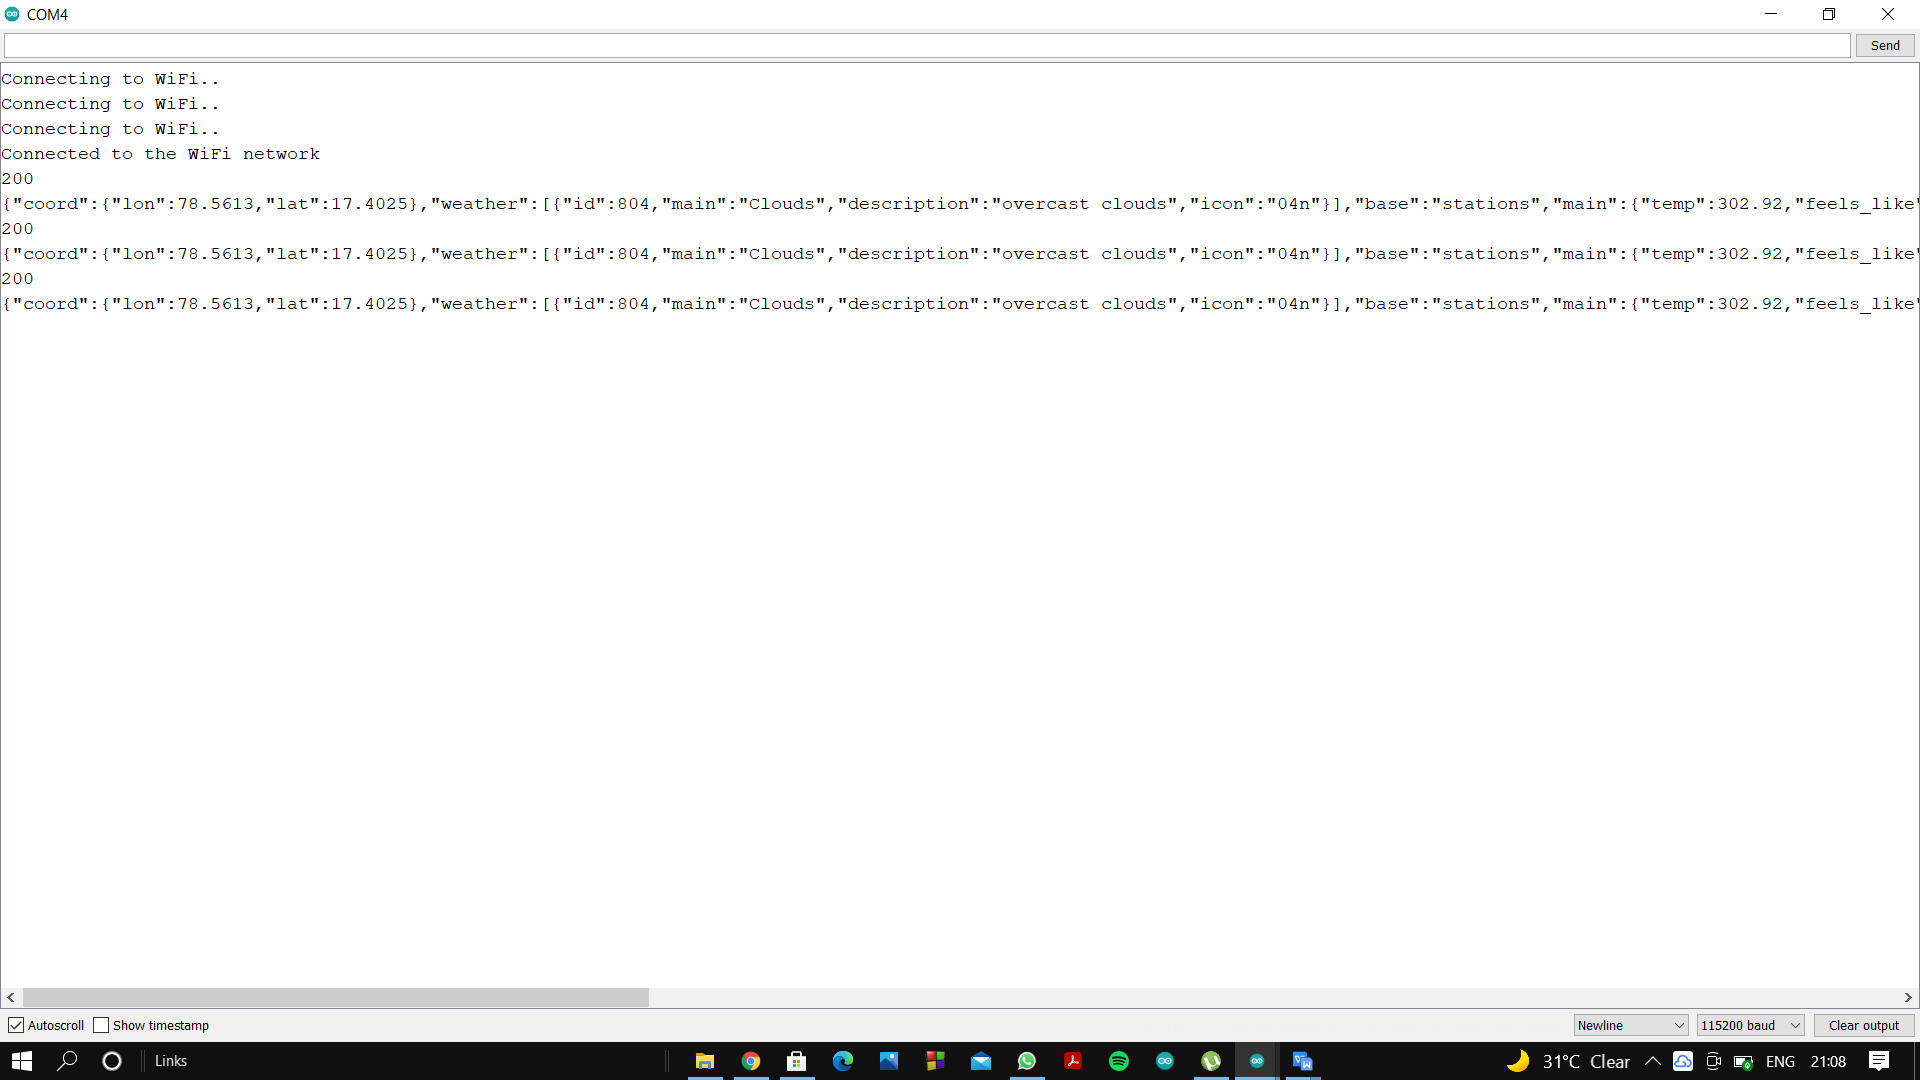 COM4
Send
Connecting to WiFi..
Connecting to WiFi..
Connecting to WiFi..
Connected to the WiFi network
200
{"coord":{"lon":78.5613,"lat":17.4025},"weather":[{"id":804,"main":"Clouds","description":"overcast clouds","icon":"04n"}],"base":"stations","main":{"temp":302.92,"feels_like"
200
{"coord":{"lon":78.5613,"lat":17.4025},"weather":[{"id":804,"main":"Clouds","description":"overcast clouds","icon":"04n"}],"base":"stations","main":{"temp":302.92,"feels_like"
200
{"coord":{"lon":78.5613,"lat":17.4025},"weather":[{"id":804,"main":"Clouds","description":"overcast clouds","icon":"04n"}],"base":"stations","main":{"temp":302.92,"feels_like"
Autoscroll Show timestamp Newline 115200 baud Clear output
Links 31°C Clear ENG 21:08